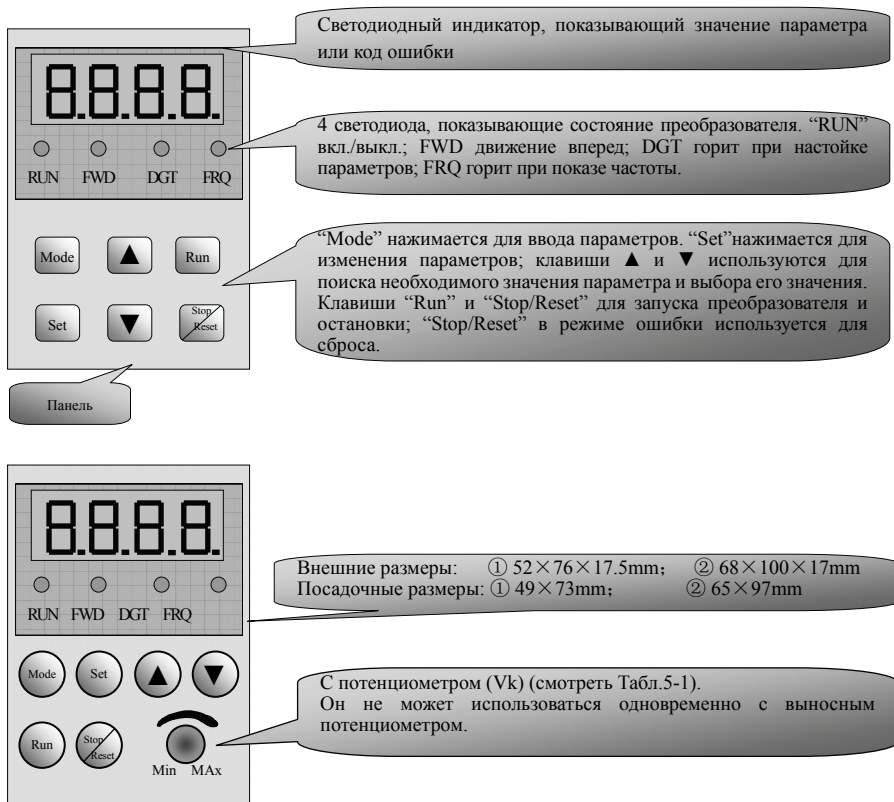 Светодиодный индикатор, показывающий значение параметра
или код ошибки
8.8.8.8.
4 светодиода, показывающие состояние преобразователя. “RUN”
вкл./выкл.; FWD движение вперед; DGT горит при настойке
параметров; FRQ горит при показе частоты.
RUN FWD DGT FRQ
“Mode” нажимается для ввода параметров. “Set”нажимается для
изменения параметров; клавиши ▲ и ▼ используются для
поиска необходимого значения параметра и выбора его значения.
Клавиши “Run” и “Stop/Reset” для запуска преобразователя и
остановки; “Stop/Reset” в режиме ошибки используется для
сброса.
Mode ▲ Run
Set ▼ Stop/Reset
Панель
8.8.8.8.
Внешние размеры: ① 52×76×17.5mm; ② 68×100×17mm
Посадочные размеры: ① 49×73mm; ② 65×97mm
RUN FWD DGT FRQ
Mode Set ▲ ▼
С потенциометром (Vk) (смотреть Табл.5-1).
Он не может использоваться одновременно с выносным
потенциометром.
Run Stop/Reset
Min MAx